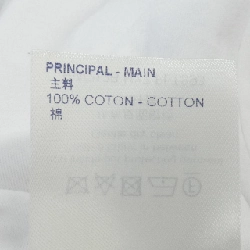 PRINCIPAL - MAIN
主料
100% COTON - COTTON
棉